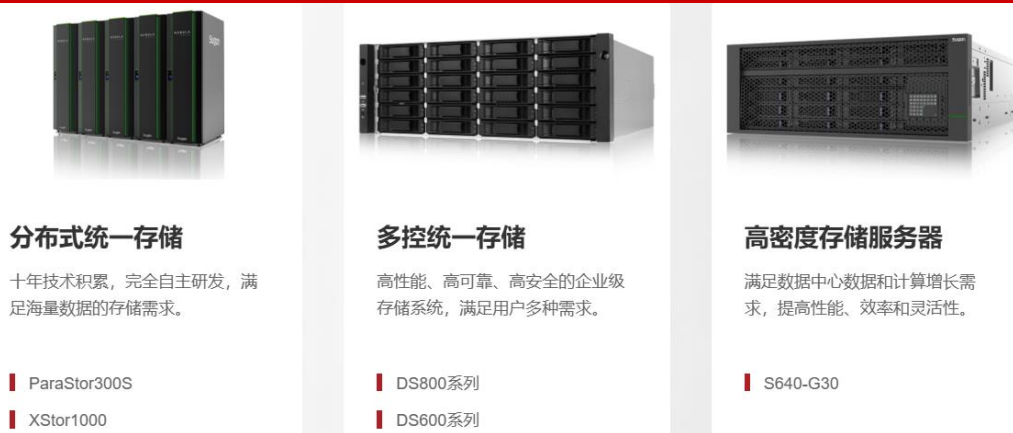 分布式统一存储
十年技术积累，完全自主研发，满
足海量数据的存储需求。
ParaStor300S
XStor1000
多控统一存储
高性能、高可靠、高安全的企业级
存储系统，满足用户多种需求。
DS800系列
DS600系列
高密度存储服务器
满足数据中心数据和计算增长需
求，提高性能、效率和灵活性。
S640-G30